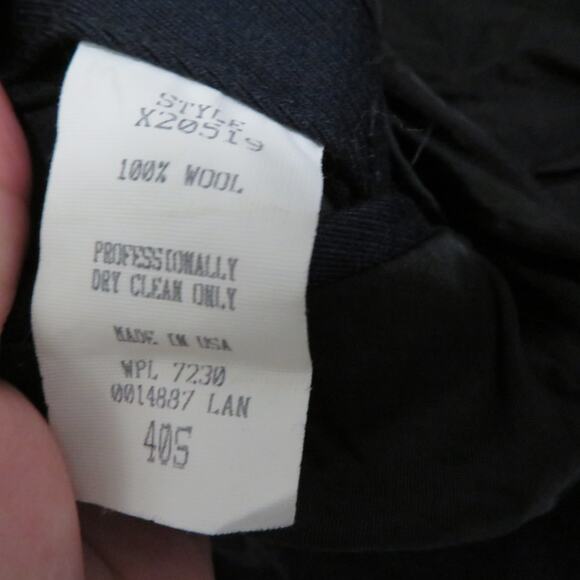 STYLE
X20519
100% WOOL
PROFESSIONALLY
DRY CLEAN ONLY
MADE IN USA
WPL 7230
0014887 LAN
40S